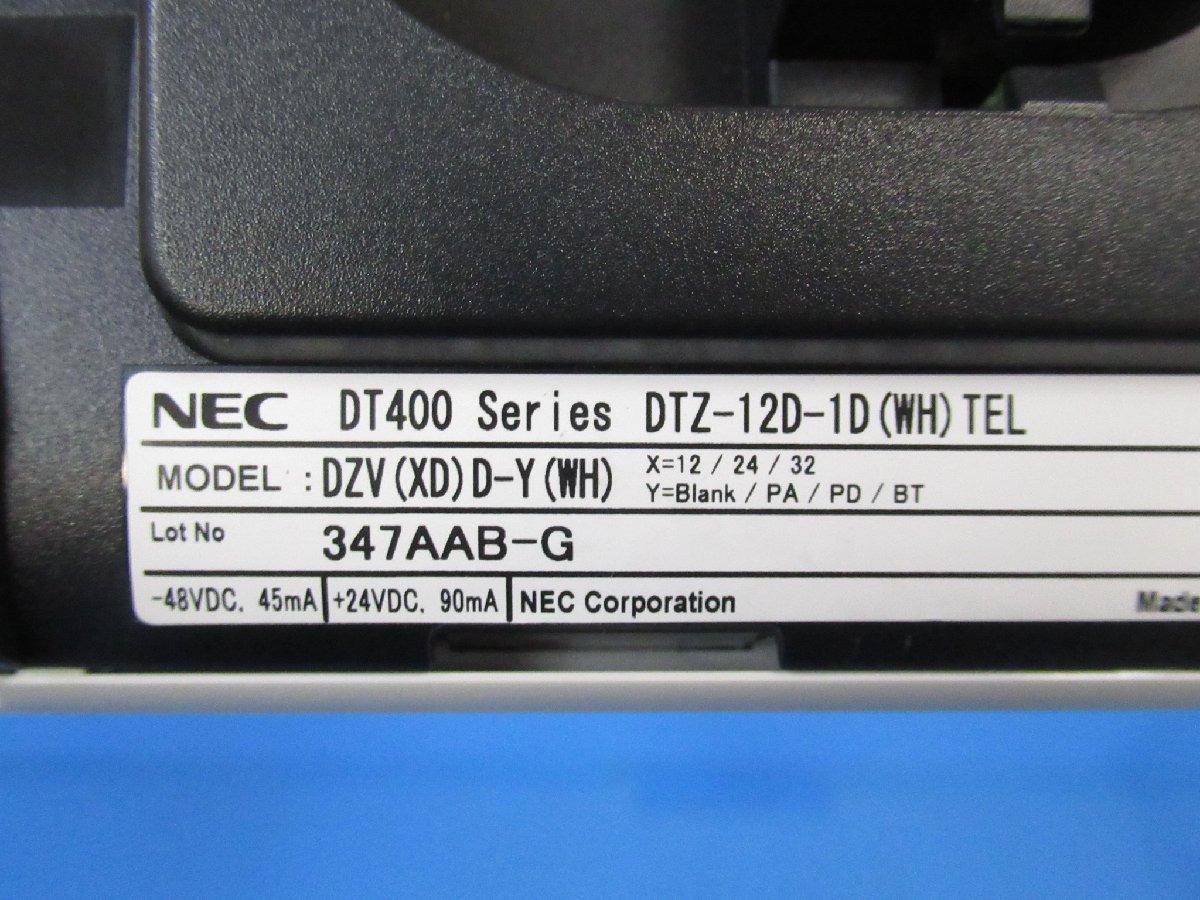 NEC DT400 Series DTZ-12D-1D(WH)TEL
MODEL : DZV(XD)D-Y(WH) X=12 / 24 / 32
Y=Blank / PA / PD / BT
Lot No 347AAB-G
-48VDC. 45mA +24VDC. 90mA NEC Corporation Made